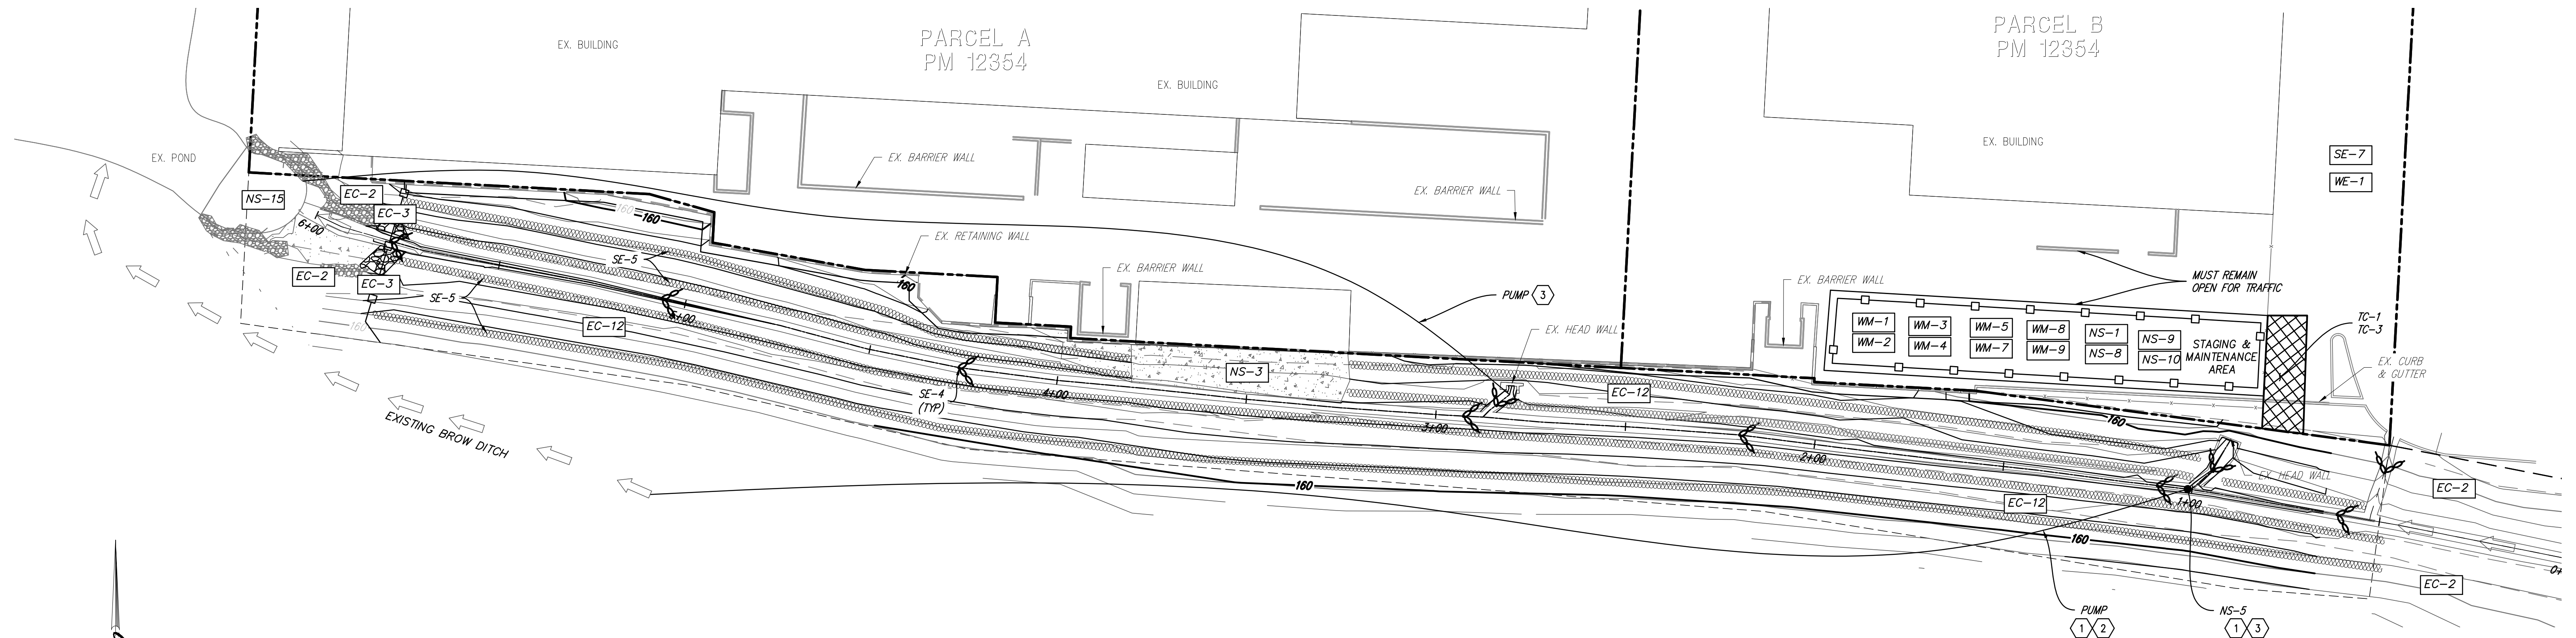 PARCEL A
PM 12354
PARCEL B
PM 12354
EX. BUILDING
EX. BUILDING
EX. BUILDING
EX. POND
EX. BARRIER WALL
EX. BARRIER WALL
SE-7
WE-1
NS-15
EC-2
EC-3
6+00
160
160
EX. RETAINING WALL
SE-5
EC-2
EC-3
SE-5
160
EX. BARRIER WALL
EX. BARRIER WALL
MUST REMAIN
OPEN FOR TRAFFIC
PUMP 3
EX. HEAD WALL
5+00
EC-12
160
WM-1
WM-2
WM-3
WM-4
WM-5
WM-7
WM-8
WM-9
NS-1
NS-8
NS-9
NS-10
STAGING &
MAINTENANCE
AREA
TC-1
TC-3
EX. CURB
& GUTTER
NS-3
SE-4
(TYP)
4+00
EC-12
3+00
EXISTING BROW DITCH
2+00
160
160
EX. HEAD WALL
EC-12
1+00
EC-2
160
EC-2
0+
PUMP
1 2
NS-5
1 3